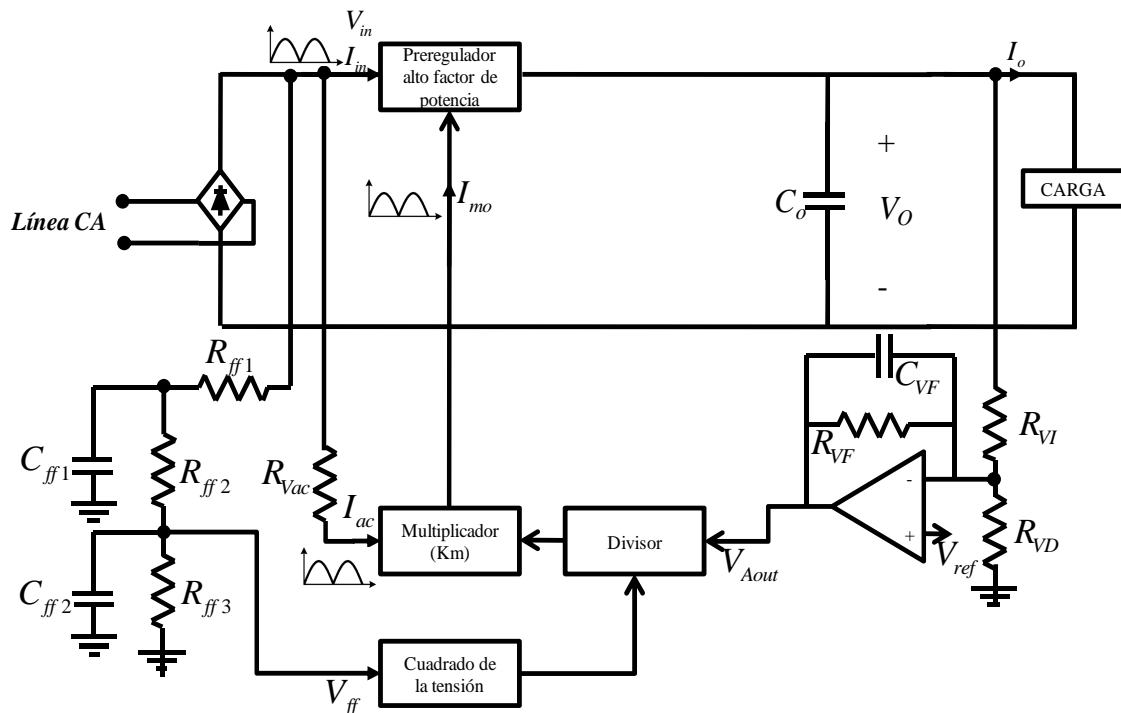 V_in
I_in
Preregulador
alto factor de
potencia
I_o
I_mo
Línea CA
C_o
+
V_O
-
CARGA
R_ff1
C_VF
R_VI
R_VF
C_ff1
R_ff2
R_Vac
I_ac
Multiplicador
(Km)
Divisor
V_Aout
-
+
V_ref
R_VD
C_ff2
R_ff3
V_ff
Cuadrado de
la tensión